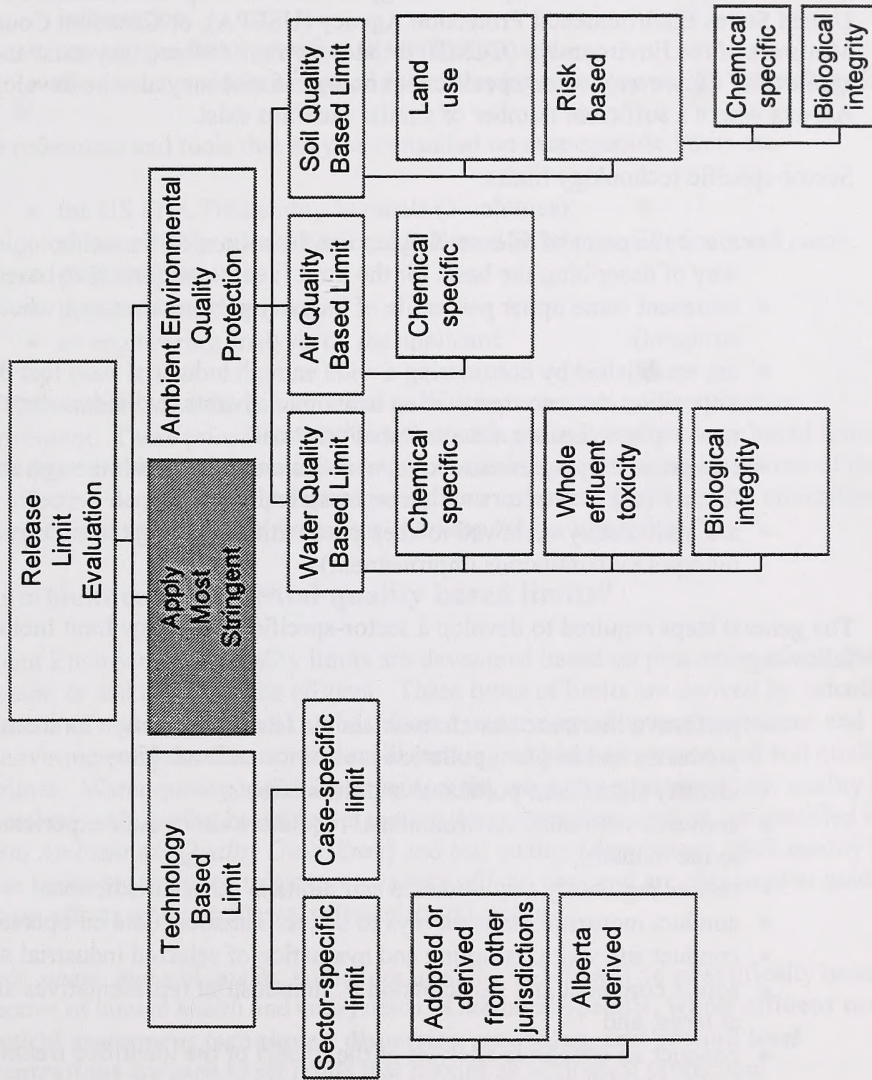 Release
Limit
Evaluation
Technology
Based
Limit
Apply
Most
Stringent
Ambient Environmental
Quality
Protection
Sector-specific
limit
Case-specific
limit
Adopted or
derived
from other
jurisdictions
Alberta
derived
Water Quality
Based Limit
Air Quality
Based Limit
Soil Quality
Based Limit
Chemical
specific
Whole
effluent
toxicity
Biological
integrity
Chemical
specific
Land
use
Risk
based
Chemical
specific
Biological
integrity